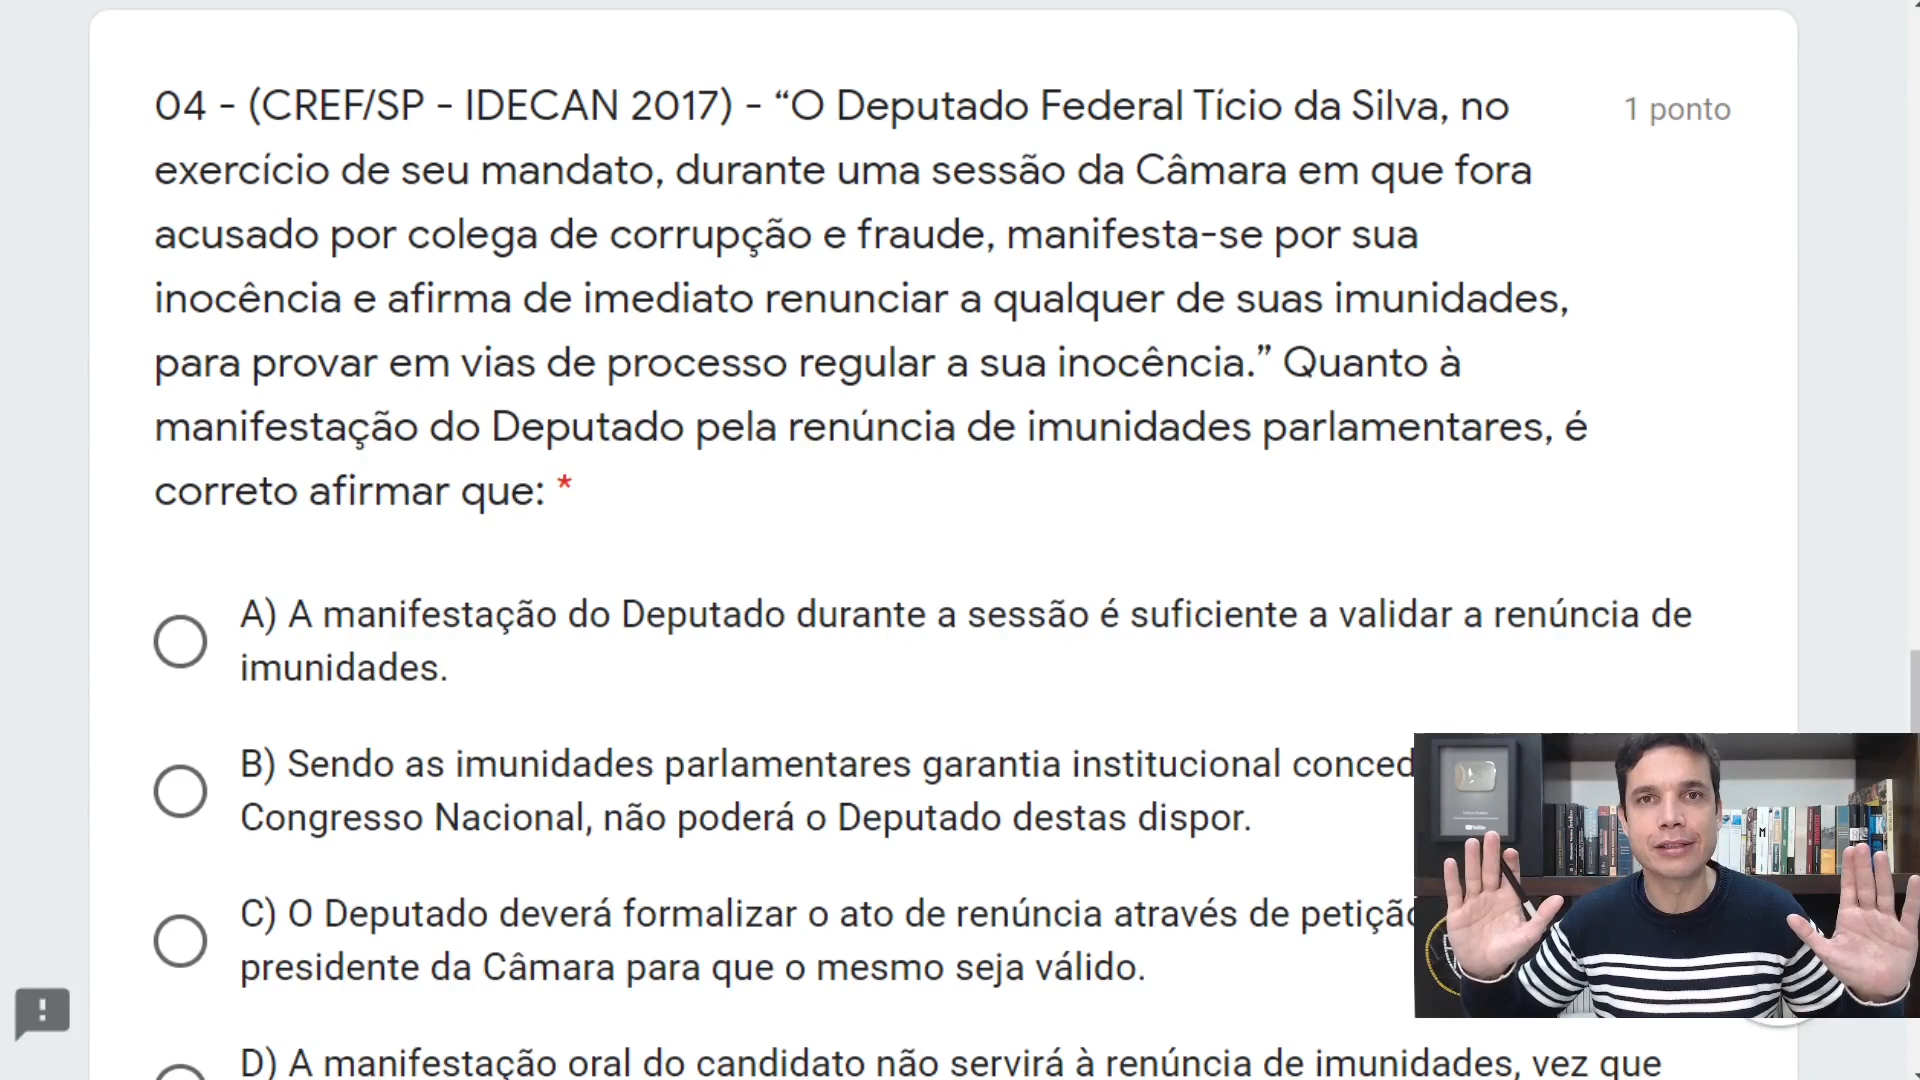 04 - (CREF/SP - IDECAN 2017) - “O Deputado Federal Tício da Silva, no
1 ponto
exercício de seu mandato, durante uma sessão da Câmara em que fora
acusado por colega de corrupção e fraude, manifesta-se por sua
inocência e afirma de imediato renunciar a qualquer de suas imunidades,
para provar em vias de processo regular a sua inocência.” Quanto à
manifestação do Deputado pela renúncia de imunidades parlamentares, é
correto afirmar que: *
A) A manifestação do Deputado durante a sessão é suficiente a validar a renúncia de
imunidades.
B) Sendo as imunidades parlamentares garantia institucional conced
Congresso Nacional, não poderá o Deputado destas dispor.
C) O Deputado deverá formalizar o ato de renúncia através de petiçã
presidente da Câmara para que o mesmo seja válido.
D) A manifestação oral do candidato não servirá à renúncia de imunidades, vez que